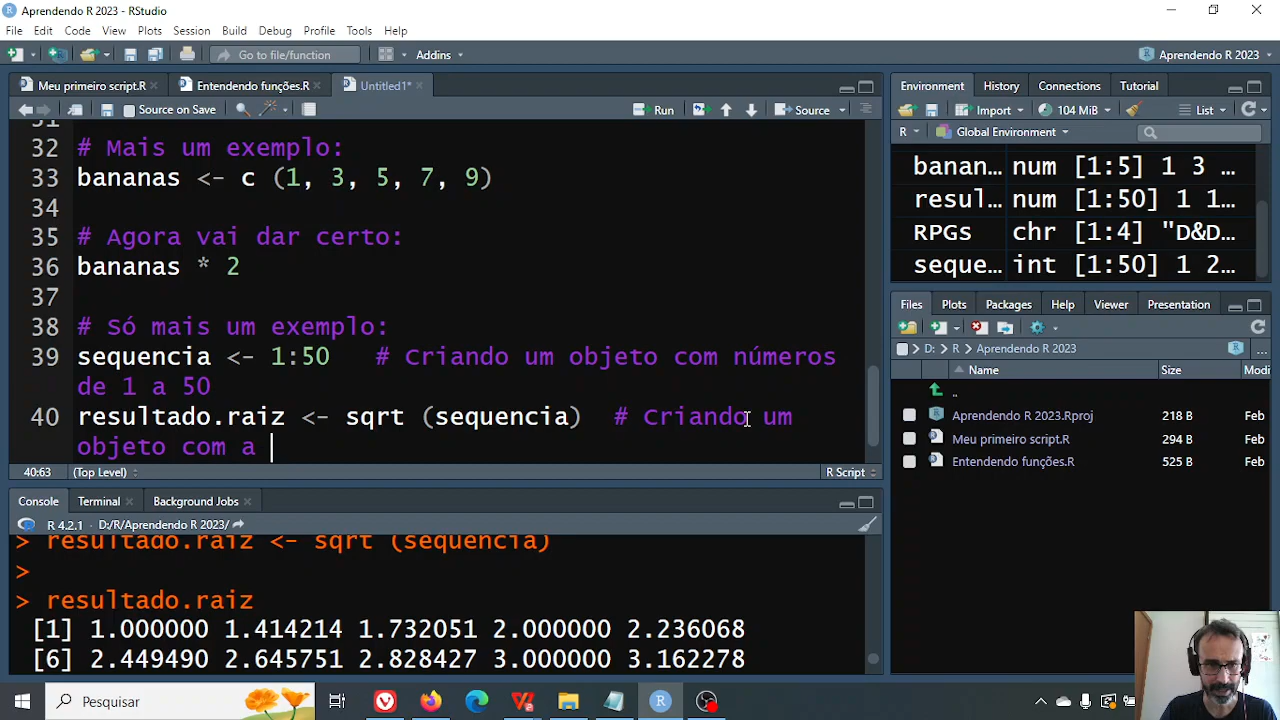 Aprendendo R 2023 - RStudio
File Edit Code View Plots Session Build Debug Profile Tools Help
Go to file/function Addins Aprendendo R 2023
Meu primeiro script.R Entendendo funções.R Untitled1*
Source on Save Run Source
32 # Mais um exemplo:
33 bananas <- c (1, 3, 5, 7, 9)
34
35 # Agora vai dar certo:
36 bananas * 2
37
38 # Só mais um exemplo:
39 sequencia <- 1:50 # Criando um objeto com números
de 1 a 50
40 resultado.raiz <- sqrt (sequencia) # Criando um
objeto com a
40:63 (Top Level) R Script
Console Terminal Background Jobs
R 4.2.1 · D:/R/Aprendendo R 2023/
> resultado.raiz <- sqrt (sequencia)
>
> resultado.raiz
[1] 1.000000 1.414214 1.732051 2.000000 2.236068
[6] 2.449490 2.645751 2.828427 3.000000 3.162278
Environment History Connections Tutorial
Import 104 MiB List
R Global Environment
banan... num [1:5] 1 3 ...
resul... num [1:50] 1 1...
RPGs chr [1:4] "D&D...
seque... int [1:50] 1 2...
Files Plots Packages Help Viewer Presentation
D: > R > Aprendendo R 2023 ...
Name Size Modi
..
Aprendendo R 2023.Rproj 218 B Feb
Meu primeiro script.R 294 B Feb
Entendendo funções.R 525 B Feb
Pesquisar